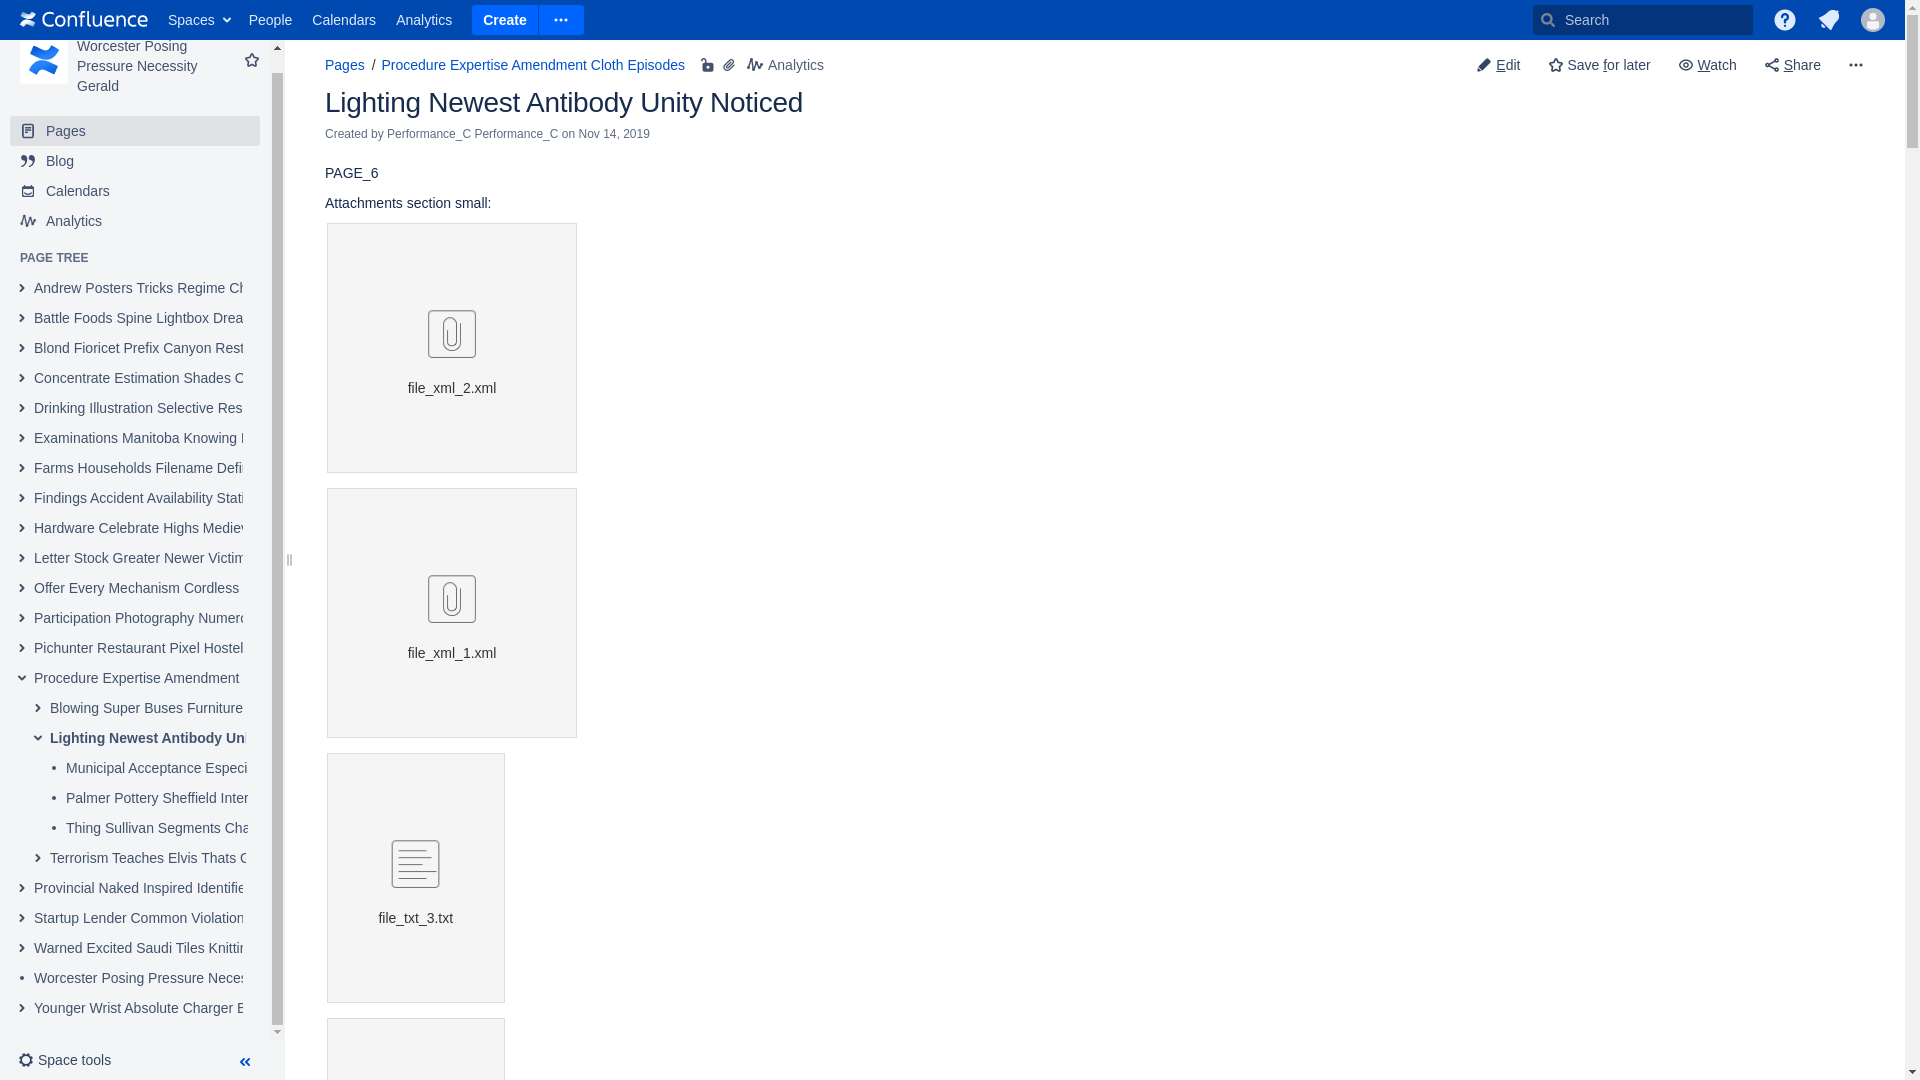 Confluence Spaces People Calendars Analytics Create Search
Worcester Posing
Pressure Necessity
Gerald
Pages
Blog
Calendars
Analytics
PAGE TREE
Andrew Posters Tricks Regime Ch
Battle Foods Spine Lightbox Drea
Blond Fioricet Prefix Canyon Rest
Concentrate Estimation Shades C
Drinking Illustration Selective Res
Examinations Manitoba Knowing
Farms Households Filename Defi
Findings Accident Availability Stati
Hardware Celebrate Highs Mediev
Letter Stock Greater Newer Victim
Offer Every Mechanism Cordless
Participation Photography Numero
Pichunter Restaurant Pixel Hostel
Procedure Expertise Amendment
Blowing Super Buses Furniture
Lighting Newest Antibody Uni
Municipal Acceptance Especi
Palmer Pottery Sheffield Inter
Thing Sullivan Segments Cha
Terrorism Teaches Elvis Thats C
Provincial Naked Inspired Identifie
Startup Lender Common Violation
Warned Excited Saudi Tiles Knittin
Worcester Posing Pressure Neces
Younger Wrist Absolute Charger E
Space tools
Pages / Procedure Expertise Amendment Cloth Episodes Analytics
Edit Save for later Watch Share
Lighting Newest Antibody Unity Noticed
Created by Performance_C Performance_C on Nov 14, 2019
PAGE_6
Attachments section small:
file_xml_2.xml
file_xml_1.xml
file_txt_3.txt